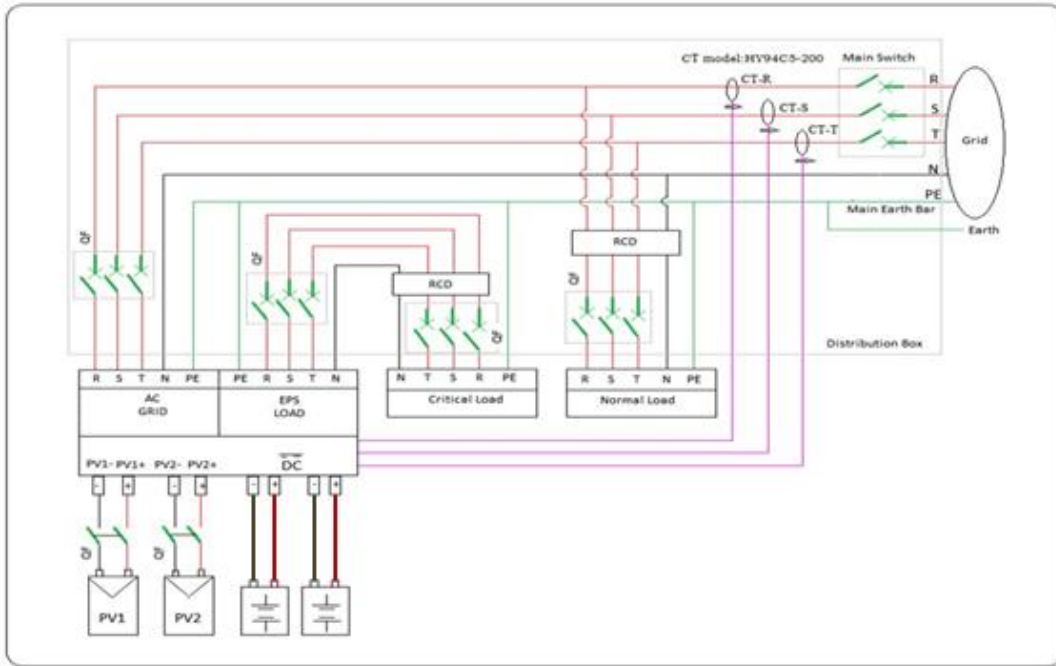 CT model:HY94C5-200
Main Switch
CT-R
R
CT-S
S
CT-T
T
Grid
N
PE
Main Earth Bar
Earth
QF
QF
RCD
RCD
QF
QF
Distribution Box
R S T N PE
PE R S T N
N T S R PE
R S T N PE
AC
GRID
EPS
LOAD
Critical Load
Normal Load
PV1- PV1+ PV2- PV2+
DC
- + - + - + - +
QF
QF
PV1
PV2